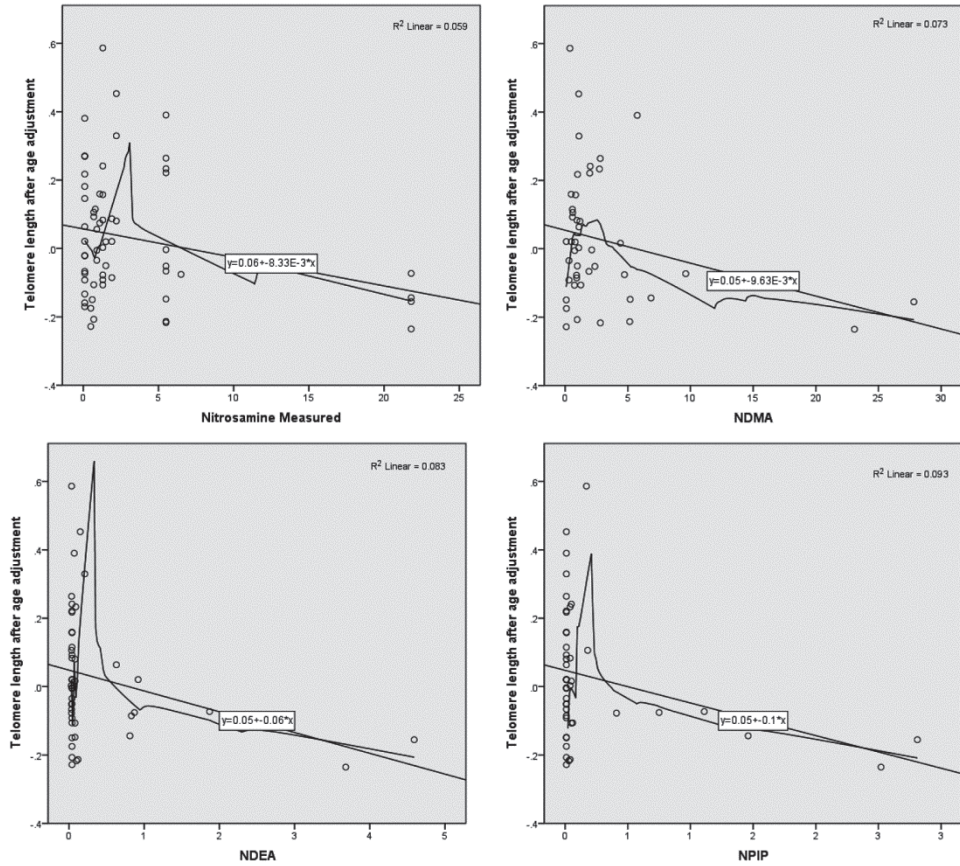 R² Linear = 0.059
Telomere length after age adjustment
.6
.4
.2
.0
-.2
-.4
y=0.06+-8.33E-3*x
0 5 10 15 20 25
Nitrosamine Measured
R² Linear = 0.073
Telomere length after age adjustment
.6
.4
.2
.0
-.2
-.4
y=0.05+-9.63E-3*x
0 5 10 15 20 25 30
NDMA
R² Linear = 0.083
Telomere length after age adjustment
.6
.4
.2
.0
-.2
-.4
y=0.05+-0.06*x
0 1 2 2 3 4 5
NDEA
R² Linear = 0.093
Telomere length after age adjustment
.6
.4
.2
.0
-.2
-.4
y=0.05+-0.1*x
0 1 1 2 2 3 3
NPIP